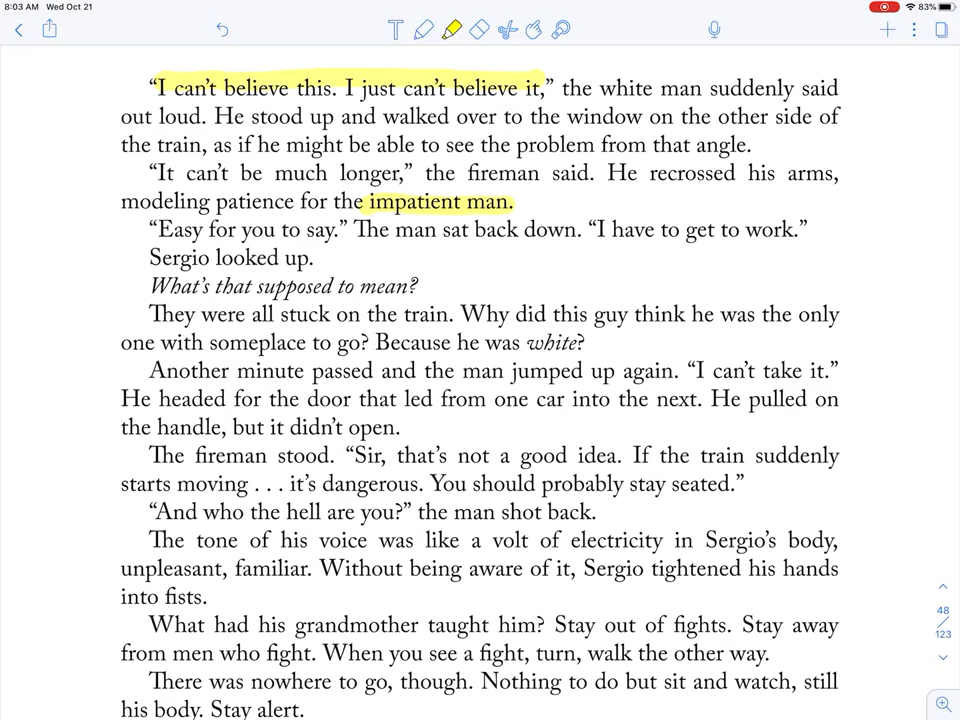 8:03 AM Wed Oct 21
83%
“I can’t believe this. I just can’t believe it,” the white man suddenly said
out loud. He stood up and walked over to the window on the other side of
the train, as if he might be able to see the problem from that angle.
“It can’t be much longer,” the fireman said. He recrossed his arms,
modeling patience for the impatient man.
“Easy for you to say.” The man sat back down. “I have to get to work.”
Sergio looked up.
What’s that supposed to mean?
They were all stuck on the train. Why did this guy think he was the only
one with someplace to go? Because he was white?
Another minute passed and the man jumped up again. “I can’t take it.”
He headed for the door that led from one car into the next. He pulled on
the handle, but it didn’t open.
The fireman stood. “Sir, that’s not a good idea. If the train suddenly
starts moving . . . it’s dangerous. You should probably stay seated.”
“And who the hell are you?” the man shot back.
The tone of his voice was like a volt of electricity in Sergio’s body,
unpleasant, familiar. Without being aware of it, Sergio tightened his hands
into fists.
What had his grandmother taught him? Stay out of fights. Stay away
from men who fight. When you see a fight, turn, walk the other way.
There was nowhere to go, though. Nothing to do but sit and watch, still
his body. Stay alert.
48
123